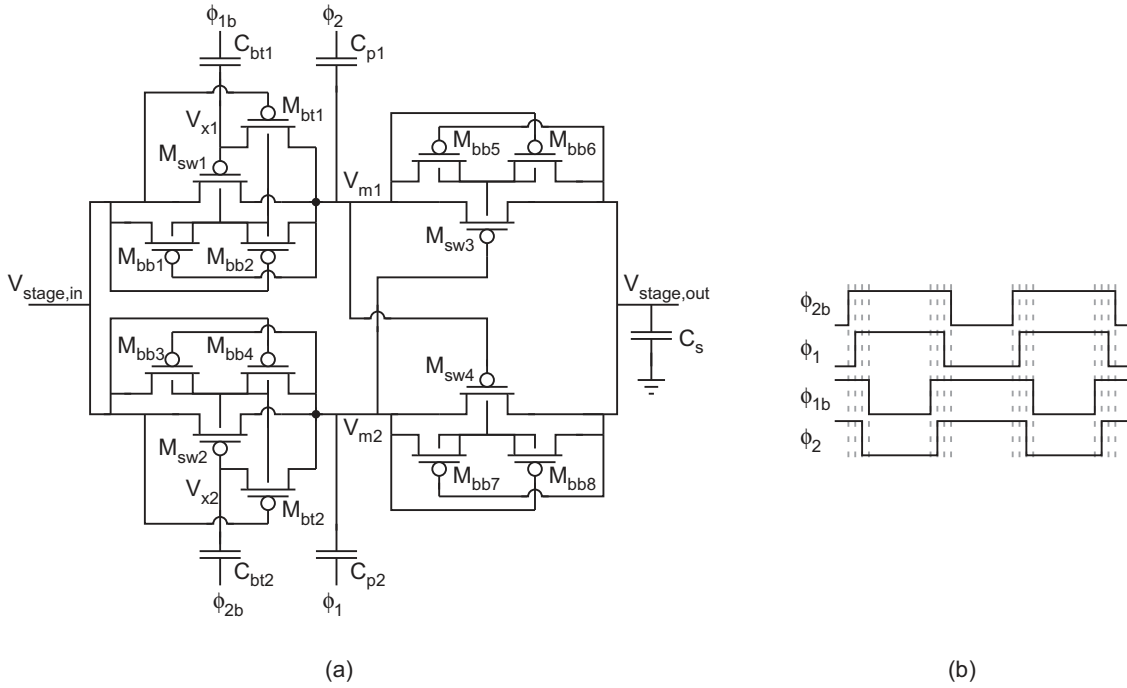 ϕ1b
ϕ2
Cbt1
Cp1
Vx1
Mbt1
Msw1
Mbb5
Mbb6
Vm1
Mbb1
Mbb2
Msw3
Vstage,in
Vstage,out
Mbb3
Mbb4
Msw4
Cs
Msw2
Vm2
Mbb7
Mbb8
Vx2
Mbt2
Cbt2
Cp2
ϕ2b
ϕ1
(a)
ϕ2b
ϕ1
ϕ1b
ϕ2
(b)